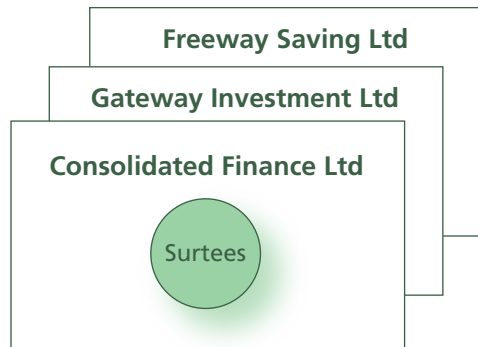 Freeway Saving Ltd
Gateway Investment Ltd
Consolidated Finance Ltd
Surtees